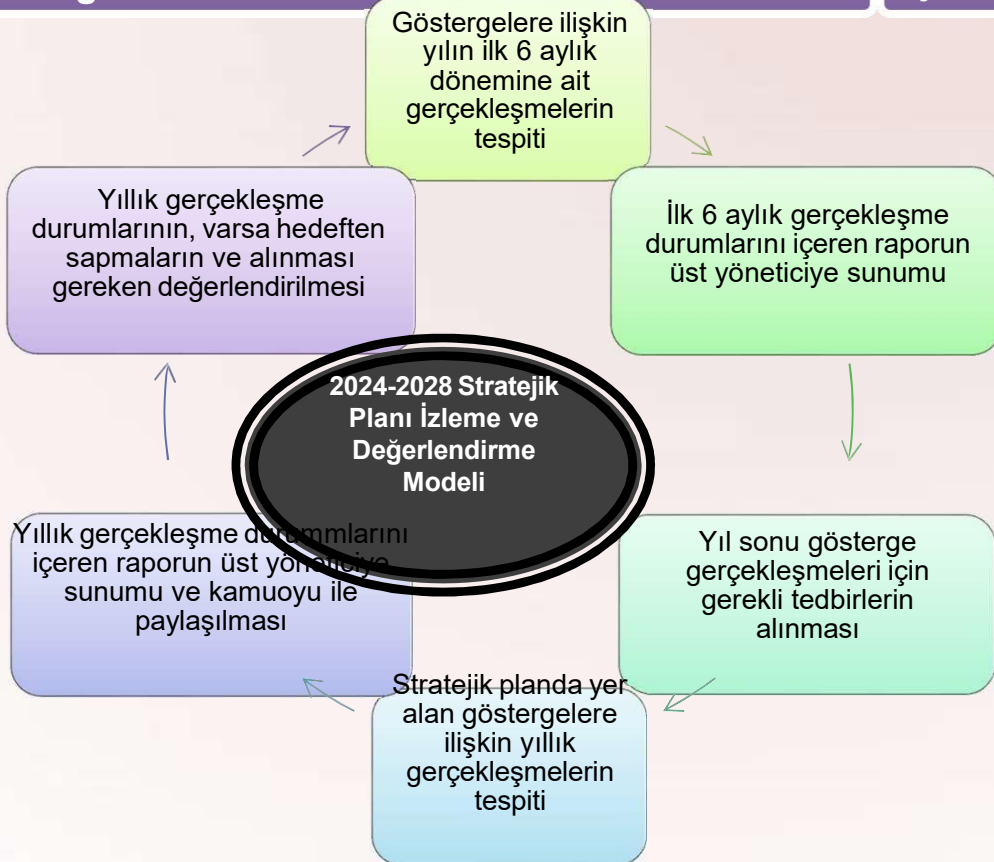 Göstergelere ilişkin
yılın ilk 6 aylık
dönemine ait
gerçekleşmelerin
tespiti
İlk 6 aylık gerçekleşme
durumlarını içeren raporun
üst yöneticiye sunumu
Yıl sonu gösterge
gerçekleşmeleri için
gerekli tedbirlerin
alınması
Stratejik planda yer
alan göstergelere
ilişkin yıllık
gerçekleşmelerin
tespiti
Yıllık gerçekleşme durummlarını
içeren raporun üst yöneticiye
sunumu ve kamuoyu ile
paylaşılması
Yıllık gerçekleşme
durumlarının, varsa hedeften
sapmaların ve alınması
gereken değerlendirilmesi
2024-2028 Stratejik
Planı İzleme ve
Değerlendirme
Modeli